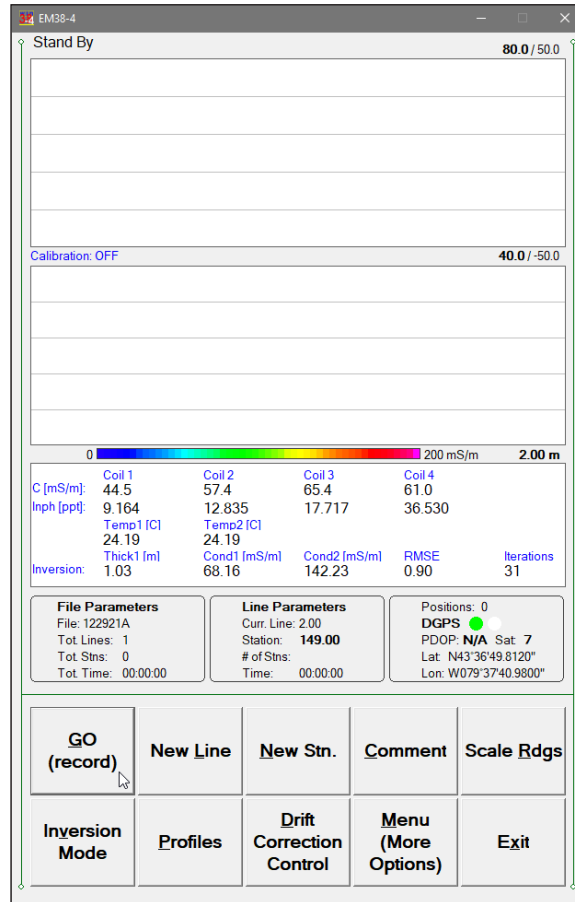 EM38-4
Stand By
80.0 / 50.0
Calibration: OFF
40.0 / -50.0
0 200 mS/m 2.00 m
Coil 1 Coil 2 Coil 3 Coil 4
C [mS/m]: 44.5 57.4 65.4 61.0
Inph [ppt]: 9.164 12.835 17.717 36.530
Temp1 [C] Temp2 [C]
24.19 24.19
Thick1 [m] Cond1 [mS/m] Cond2 [mS/m] RMSE Iterations
Inversion: 1.03 68.16 142.23 0.90 31
File Parameters
File: 122921A
Tot. Lines: 1
Tot. Stns: 0
Tot. Time: 00:00:00
Line Parameters
Curr. Line: 2.00
Station: 149.00
# of Stns:
Time: 00:00:00
Positions: 0
DGPS
PDOP: N/A Sat: 7
Lat: N43°36'49.8120"
Lon: W079°37'40.9800"
GO
(record)
New Line
New Stn.
Comment
Scale Rdgs
Inversion
Mode
Profiles
Drift
Correction
Control
Menu
(More
Options)
Exit